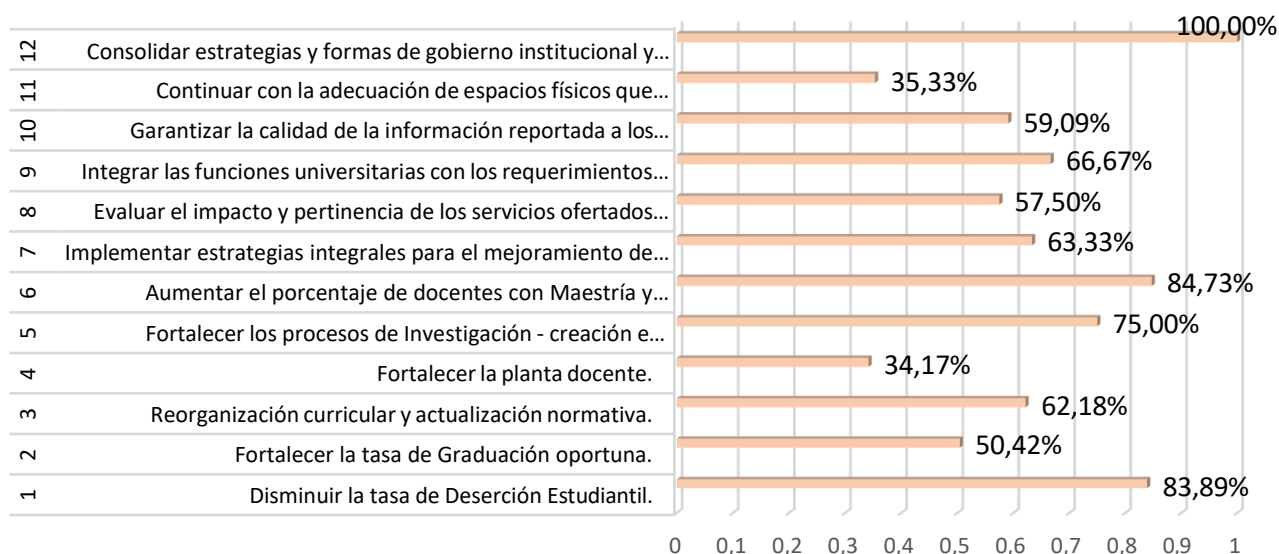 12 Consolidar estrategias y formas de gobierno institucional y... 100,00%
11 Continuar con la adecuación de espacios físicos que... 35,33%
10 Garantizar la calidad de la información reportada a los... 59,09%
9 Integrar las funciones universitarias con los requerimientos... 66,67%
8 Evaluar el impacto y pertinencia de los servicios ofertados... 57,50%
7 Implementar estrategias integrales para el mejoramiento de... 63,33%
6 Aumentar el porcentaje de docentes con Maestría y... 84,73%
5 Fortalecer los procesos de Investigación - creación e... 75,00%
4 Fortalecer la planta docente. 34,17%
3 Reorganización curricular y actualización normativa. 62,18%
2 Fortalecer la tasa de Graduación oportuna. 50,42%
1 Disminuir la tasa de Deserción Estudiantil. 83,89%
0 0,1 0,2 0,3 0,4 0,5 0,6 0,7 0,8 0,9 1